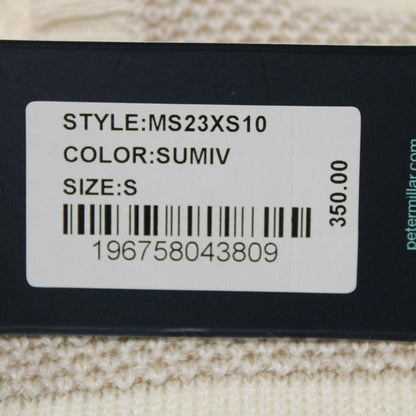 STYLE:MS23XS10
COLOR:SUMIV
SIZE:S
196758043809
350.00
petermillar.com